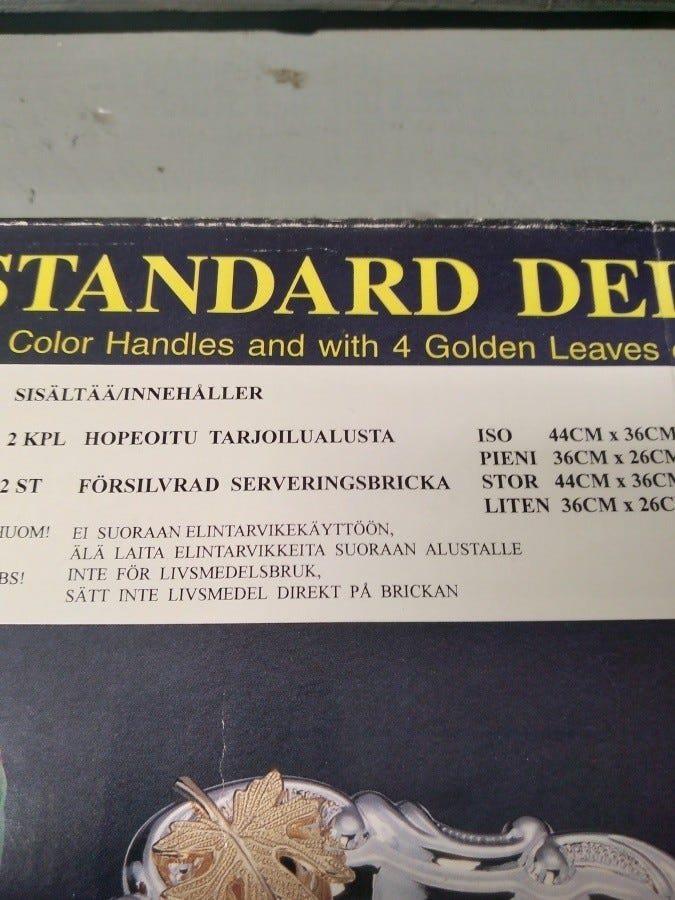 STANDARD DEL
Color Handles and with 4 Golden Leaves
SISÄLTÄÄ/INNEHÅLLER
2 KPL HOPEOITU TARJOILUALUSTA ISO 44CM x 36CM
PIENI 36CM x 26CM
2 ST FÖRSILVRAD SERVERINGSBRICKA STOR 44CM x 36CM
LITEN 36CM x 26C
HUOM! EI SUORAAN ELINTARVIKEKÄYTTÖÖN,
ÄLÄ LAITA ELINTARVIKKEITA SUORAAN ALUSTALLE
BS! INTE FÖR LIVSMEDELSBRUK,
SÄTT INTE LIVSMEDEL DIREKT PÅ BRICKAN